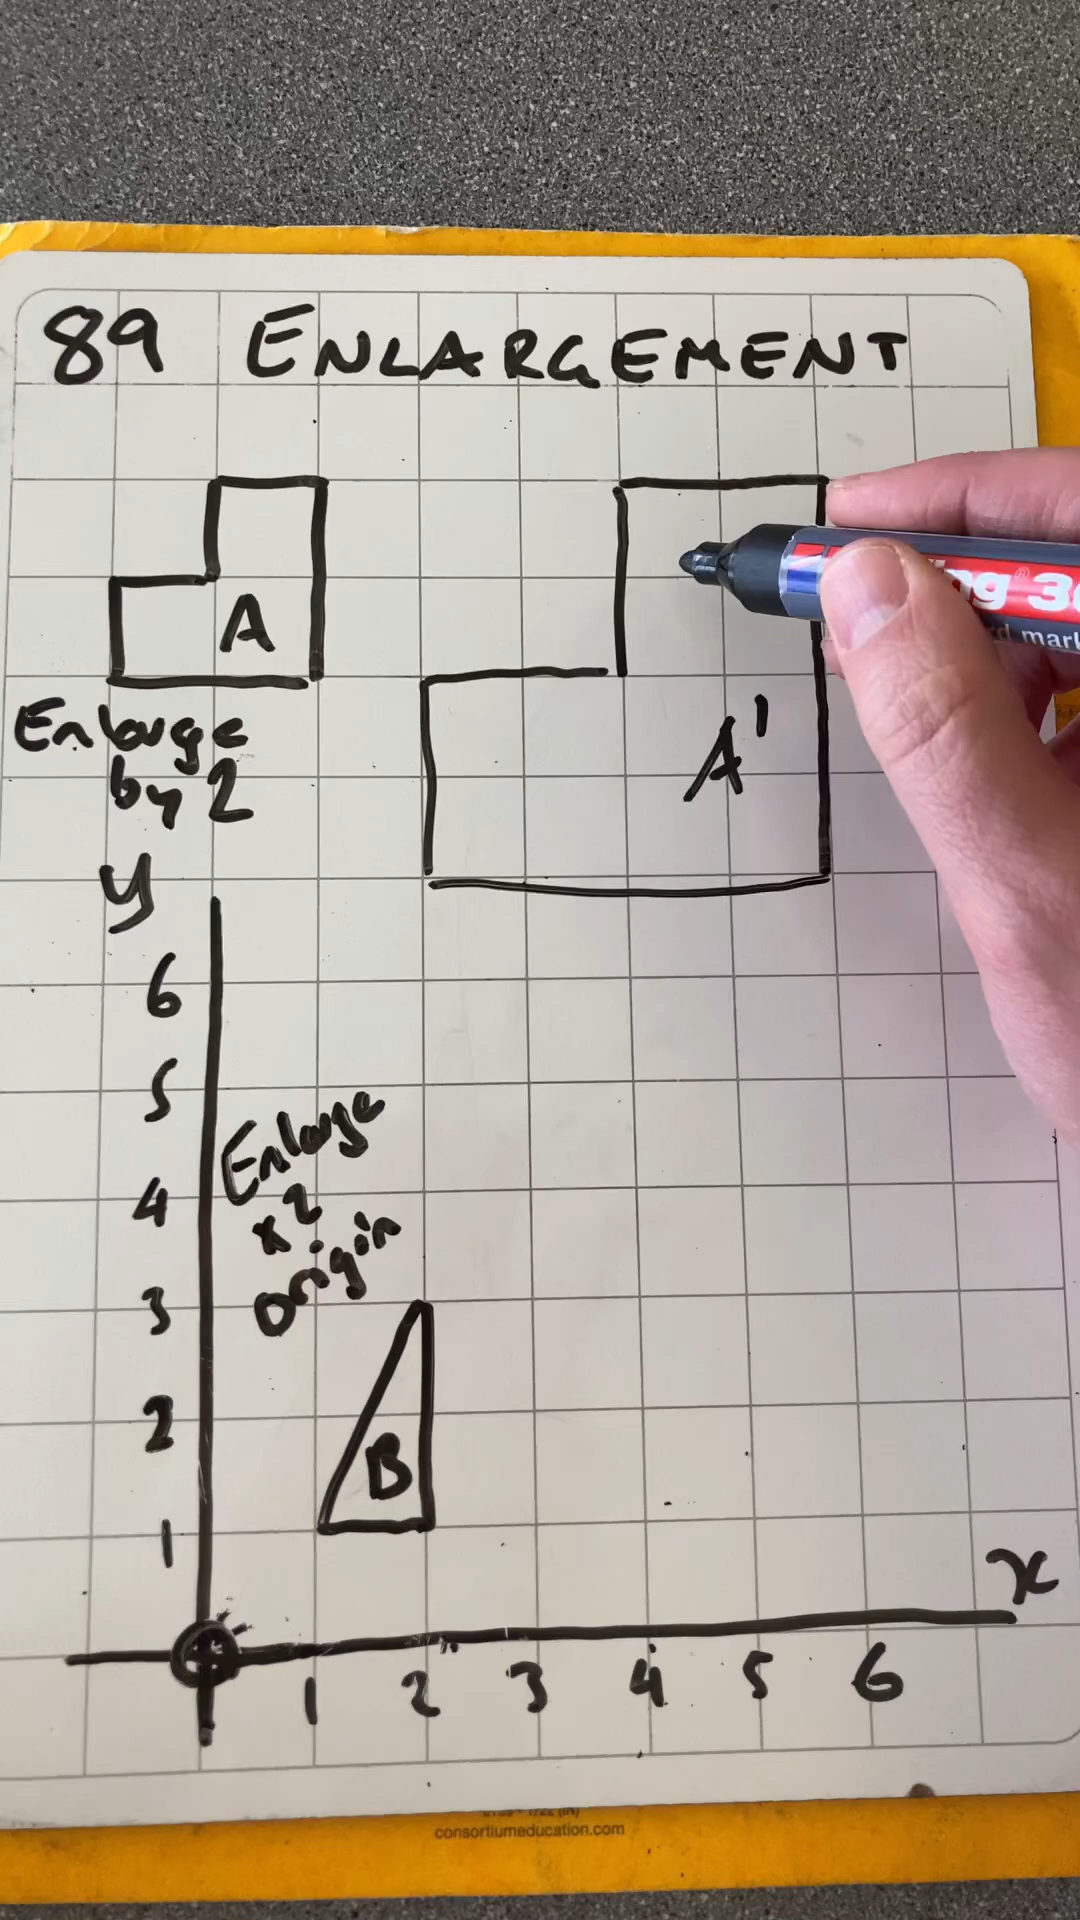 89 ENLARGEMENT
A
Enlarge
by 2
A'
y
6
5
4
3
2
1
Enlarge
x2
origin
B
x
1 2 3 4 5 6
consortiumeducation.com